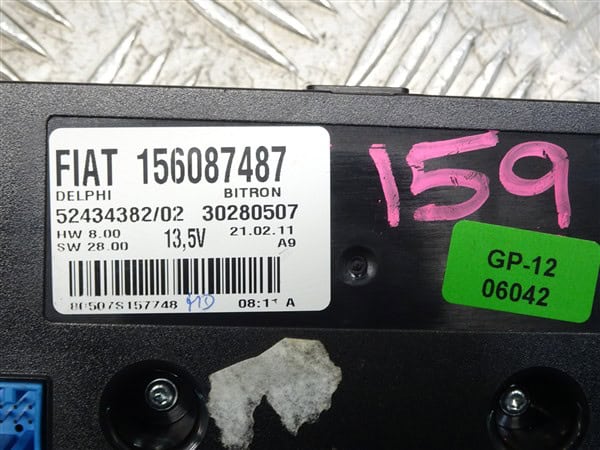 FIAT 156087487
DELPHI BITRON
52434382/02 30280507
HW 8.00 13,5V 21.02.11
SW 28.00 A9
08:11 A
159
GP-12
06042